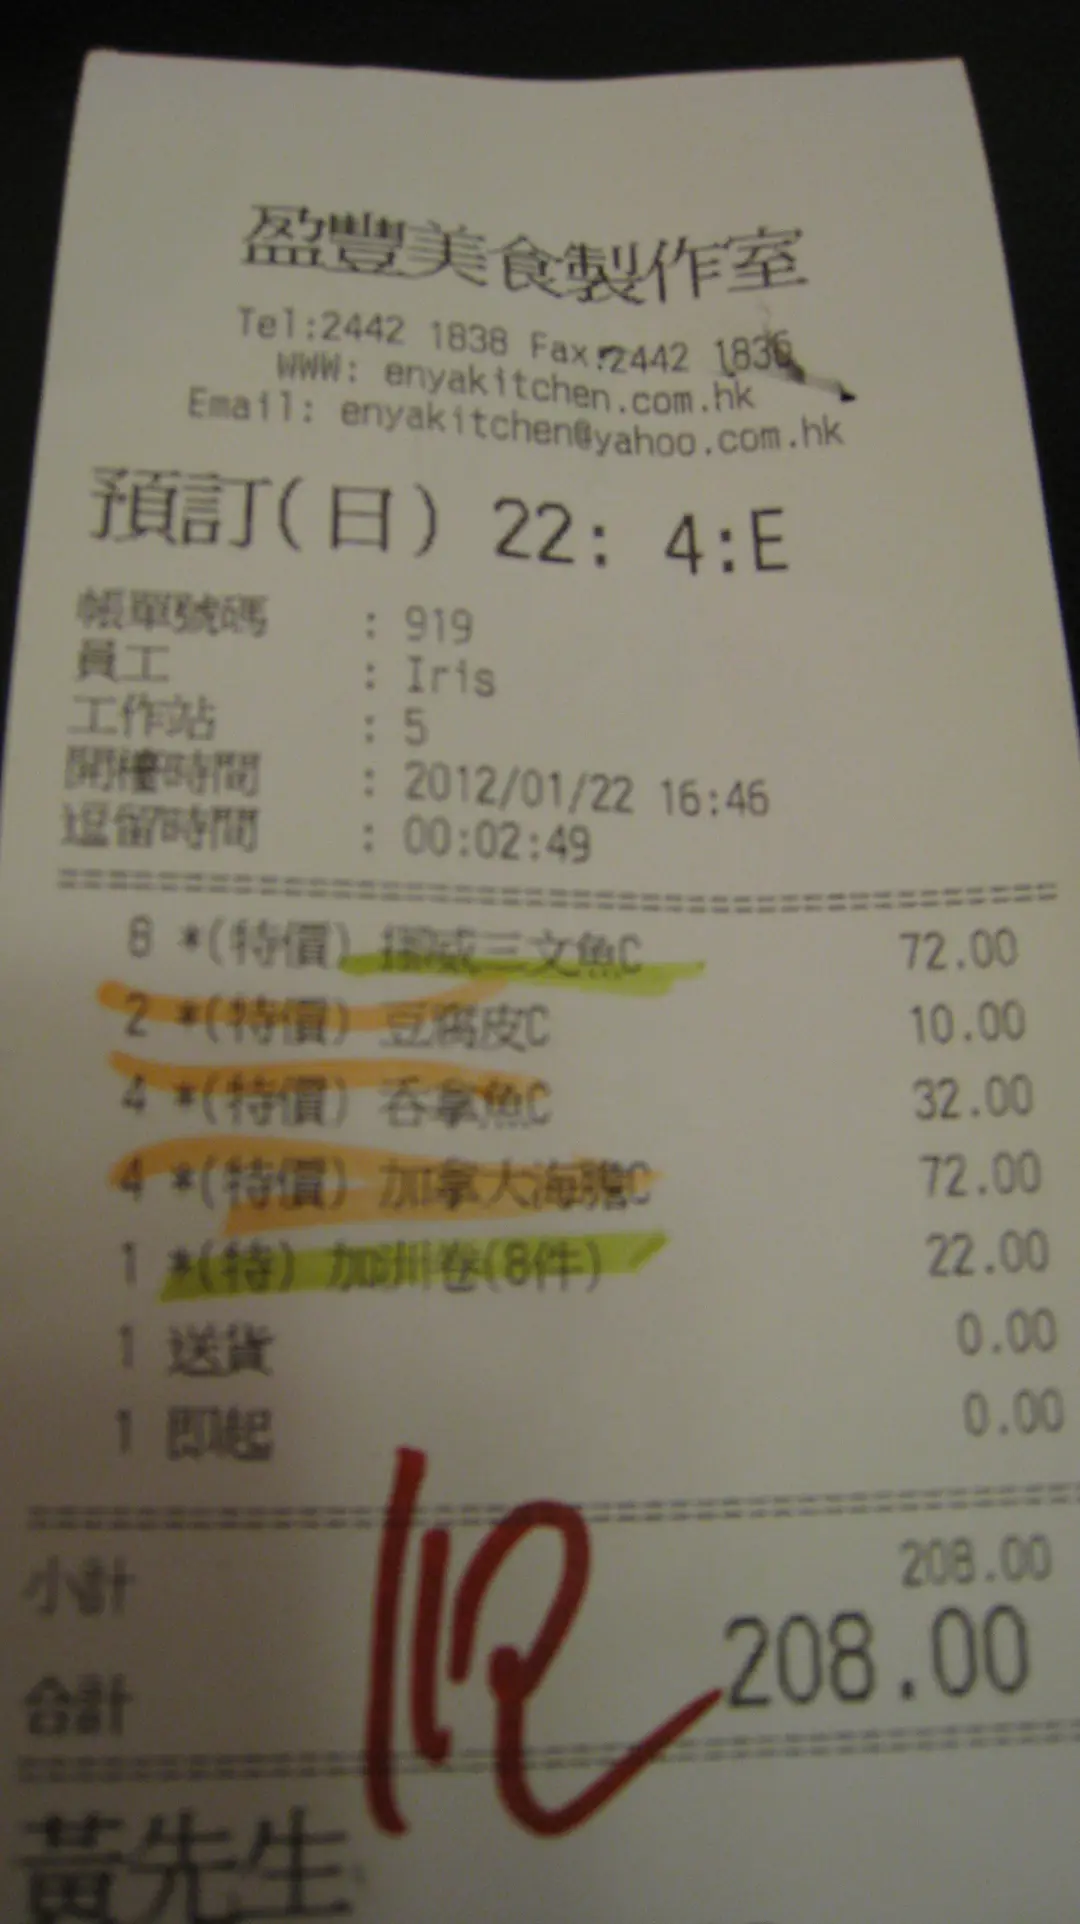 盈豐美食製作室
Tel:2442 1838 Fax:2442 1836
WWW: enyakitchen.com.hk
Email: enyakitchen@yahoo.com.hk
預訂(日) 22: 4:E
帳單號碼 : 919
員工 : Iris
工作站 : 5
開檯時間 : 2012/01/22 16:46
逗留時間 : 00:02:49
8 *(特價) 挪威三文魚C 72.00
2 *(特價) 豆腐皮C 10.00
4 *(特價) 吞拿魚C 32.00
4 *(特價) 加拿大海膽C 72.00
1 *(特) 加州卷(8件) 22.00
1 送貨 0.00
1 即起 0.00
小計 208.00
合計 208.00
黃先生